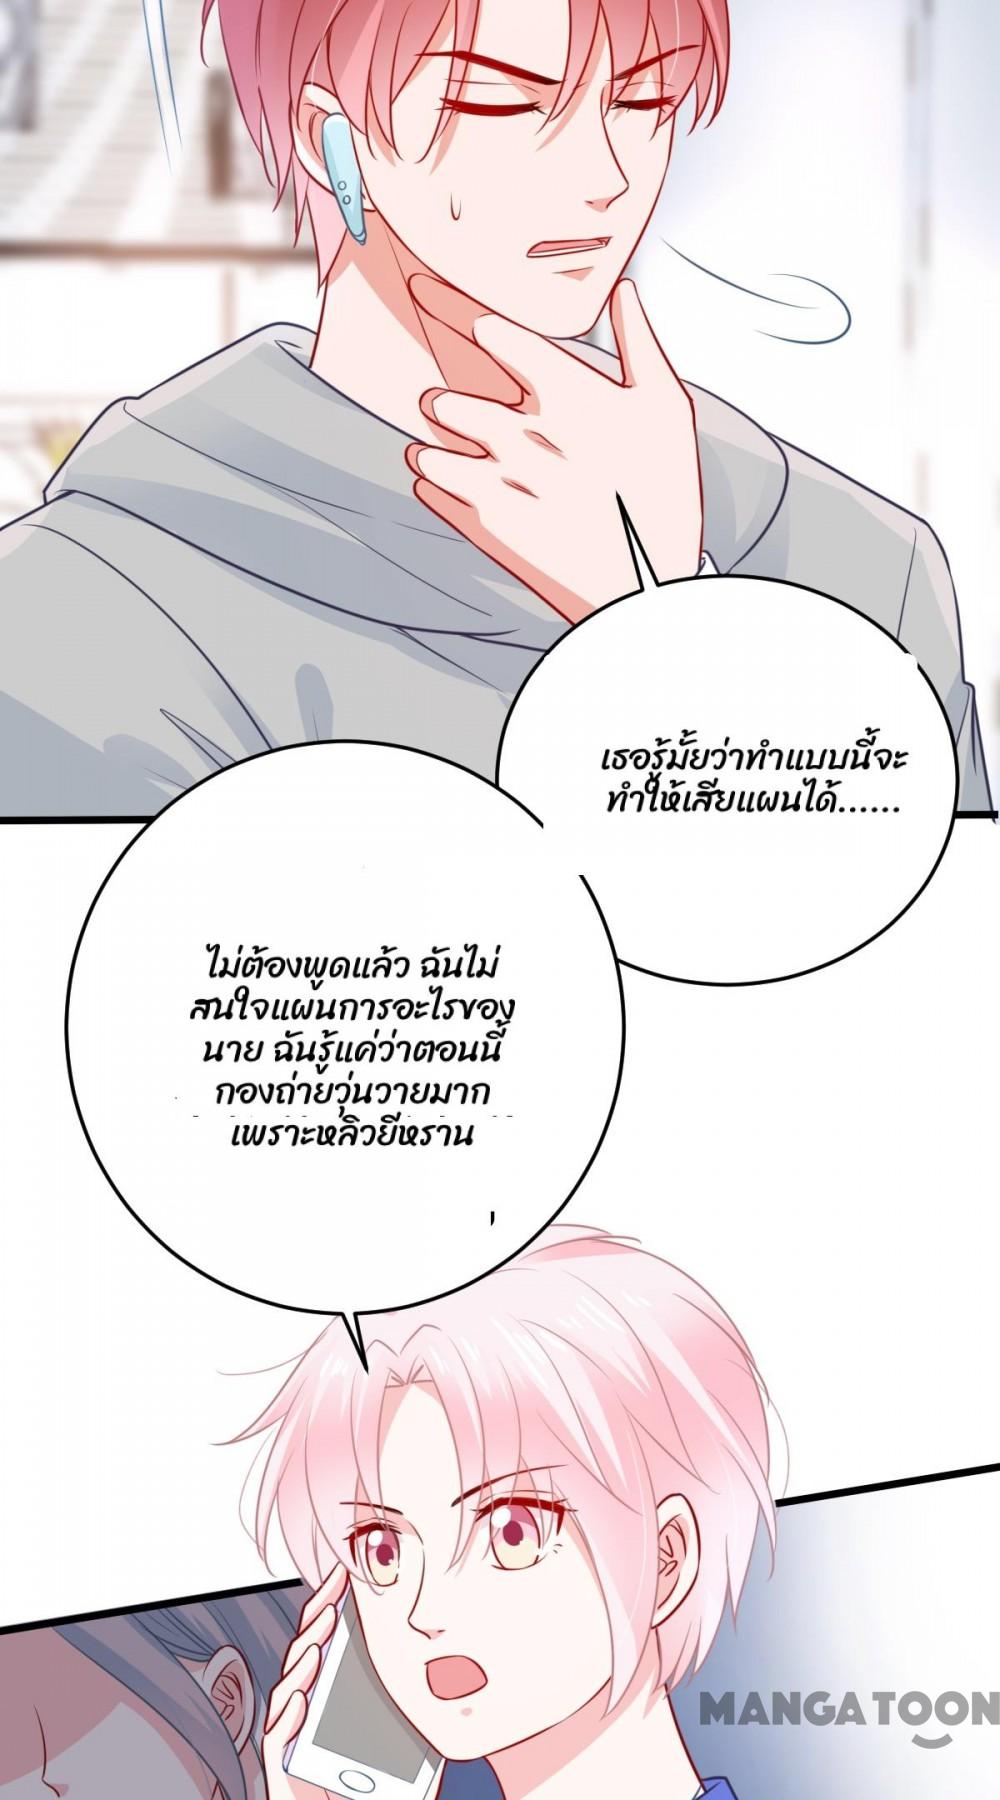 เธอรู้มั้ยว่าทำแบบนี้จะ
ทำให้เสียแผนได้......
ไม่ต้องพูดแล้ว ฉันไม่
สนใจแผนการอะไรของ
นาย ฉันรู้แค่ว่าตอนนี้
กองถ่ายวุ่นวายมาก
เพราะหลิวยีหราน
MANGATOON